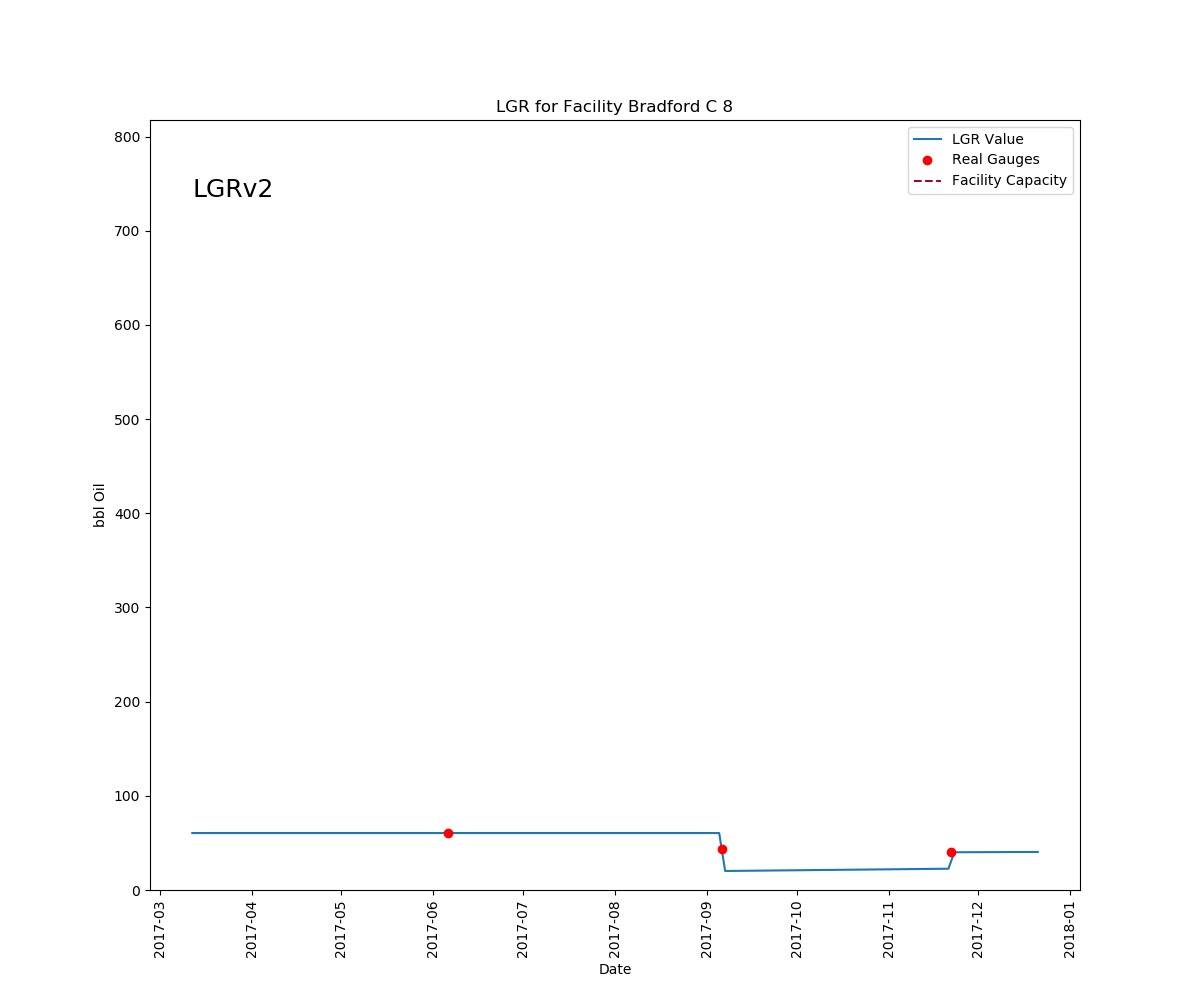 LGR for Facility Bradford C 8
LGRv2
LGR Value
Real Gauges
Facility Capacity
bbl Oil
800
700
600
500
400
300
200
100
0
2017-03
2017-04
2017-05
2017-06
2017-07
2017-08
2017-09
2017-10
2017-11
2017-12
2018-01
Date